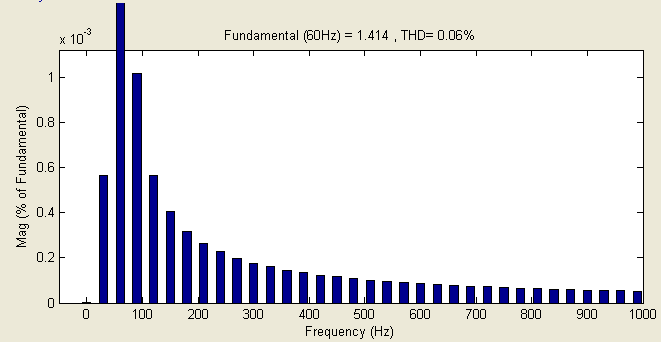 x 10^-3
Fundamental (60Hz) = 1.414 , THD= 0.06%
1
0.8
0.6
0.4
0.2
0
Mag (% of Fundamental)
0 100 200 300 400 500 600 700 800 900 1000
Frequency (Hz)